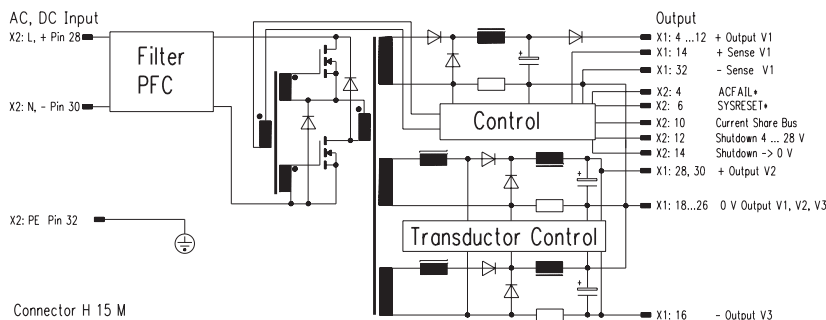 AC, DC Input
Output
X2: L, + Pin 28
Filter
PFC
X2: N, - Pin 30
X2: PE Pin 32
Connector H 15 M
Control
Transductor Control
X1: 4 ...12 + Output V1
X1: 14 + Sense V1
X1: 32 - Sense V1
X2: 4 ACFAIL*
X2: 6 SYSRESET*
X2: 10 Current Share Bus
X2: 12 Shutdown 4 ... 28 V
X2: 14 Shutdown -> 0 V
X1: 28, 30 + Output V2
X1: 18...26 0 V Output V1, V2, V3
X1: 16 - Output V3